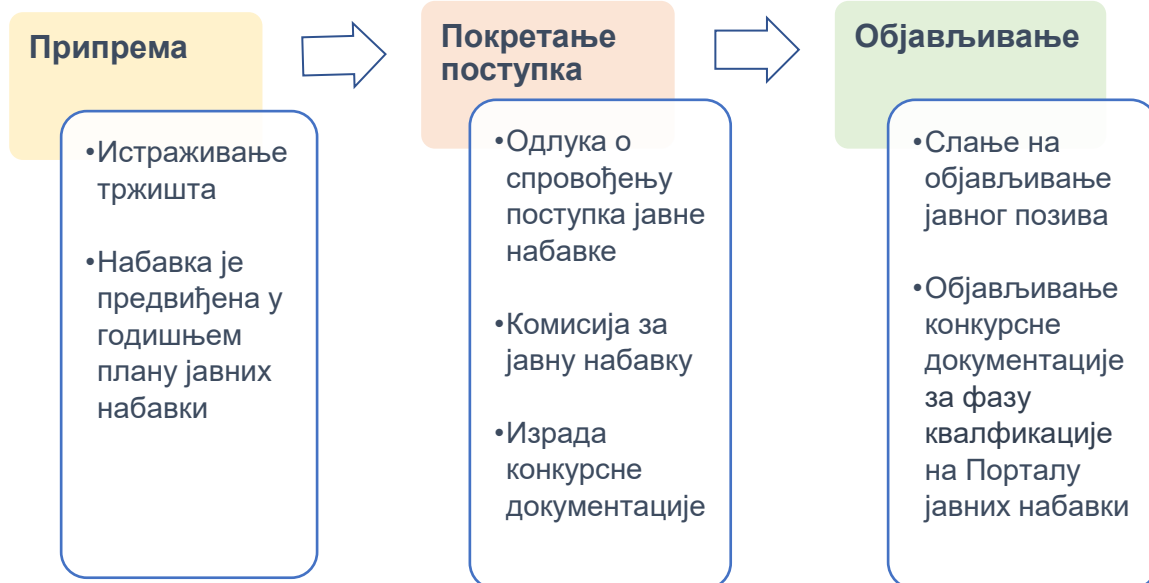 Припрема
•Истраживање
тржишта
•Набавка је
предвиђена у
годишњем
плану јавних
набавки
Покретање
поступка
•Одлука о
спровођењу
поступка јавне
набавке
•Комисија за
јавну набавку
•Израда
конкурсне
документације
Објављивање
•Слање на
објављивање
јавног позива
•Објављивање
конкурсне
документације
за фазу
квалфикације
на Порталу
јавних набавки